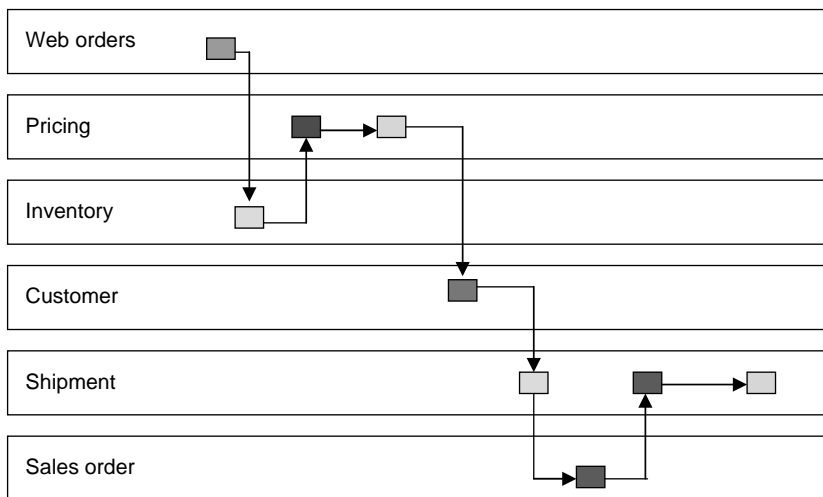 Web orders
Pricing
Inventory
Customer
Shipment
Sales order